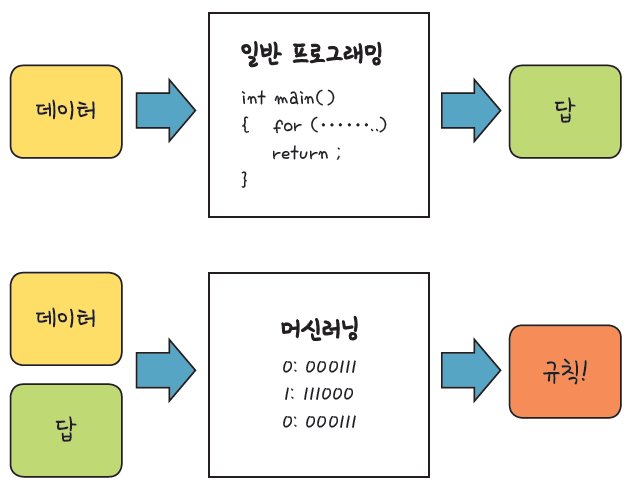 일반 프로그래밍
int main()
데이터
{ for (········..)
답
return ;
}
데이터
머신러닝
0: 000111
규칙!
1: 111000
답
0: 000111